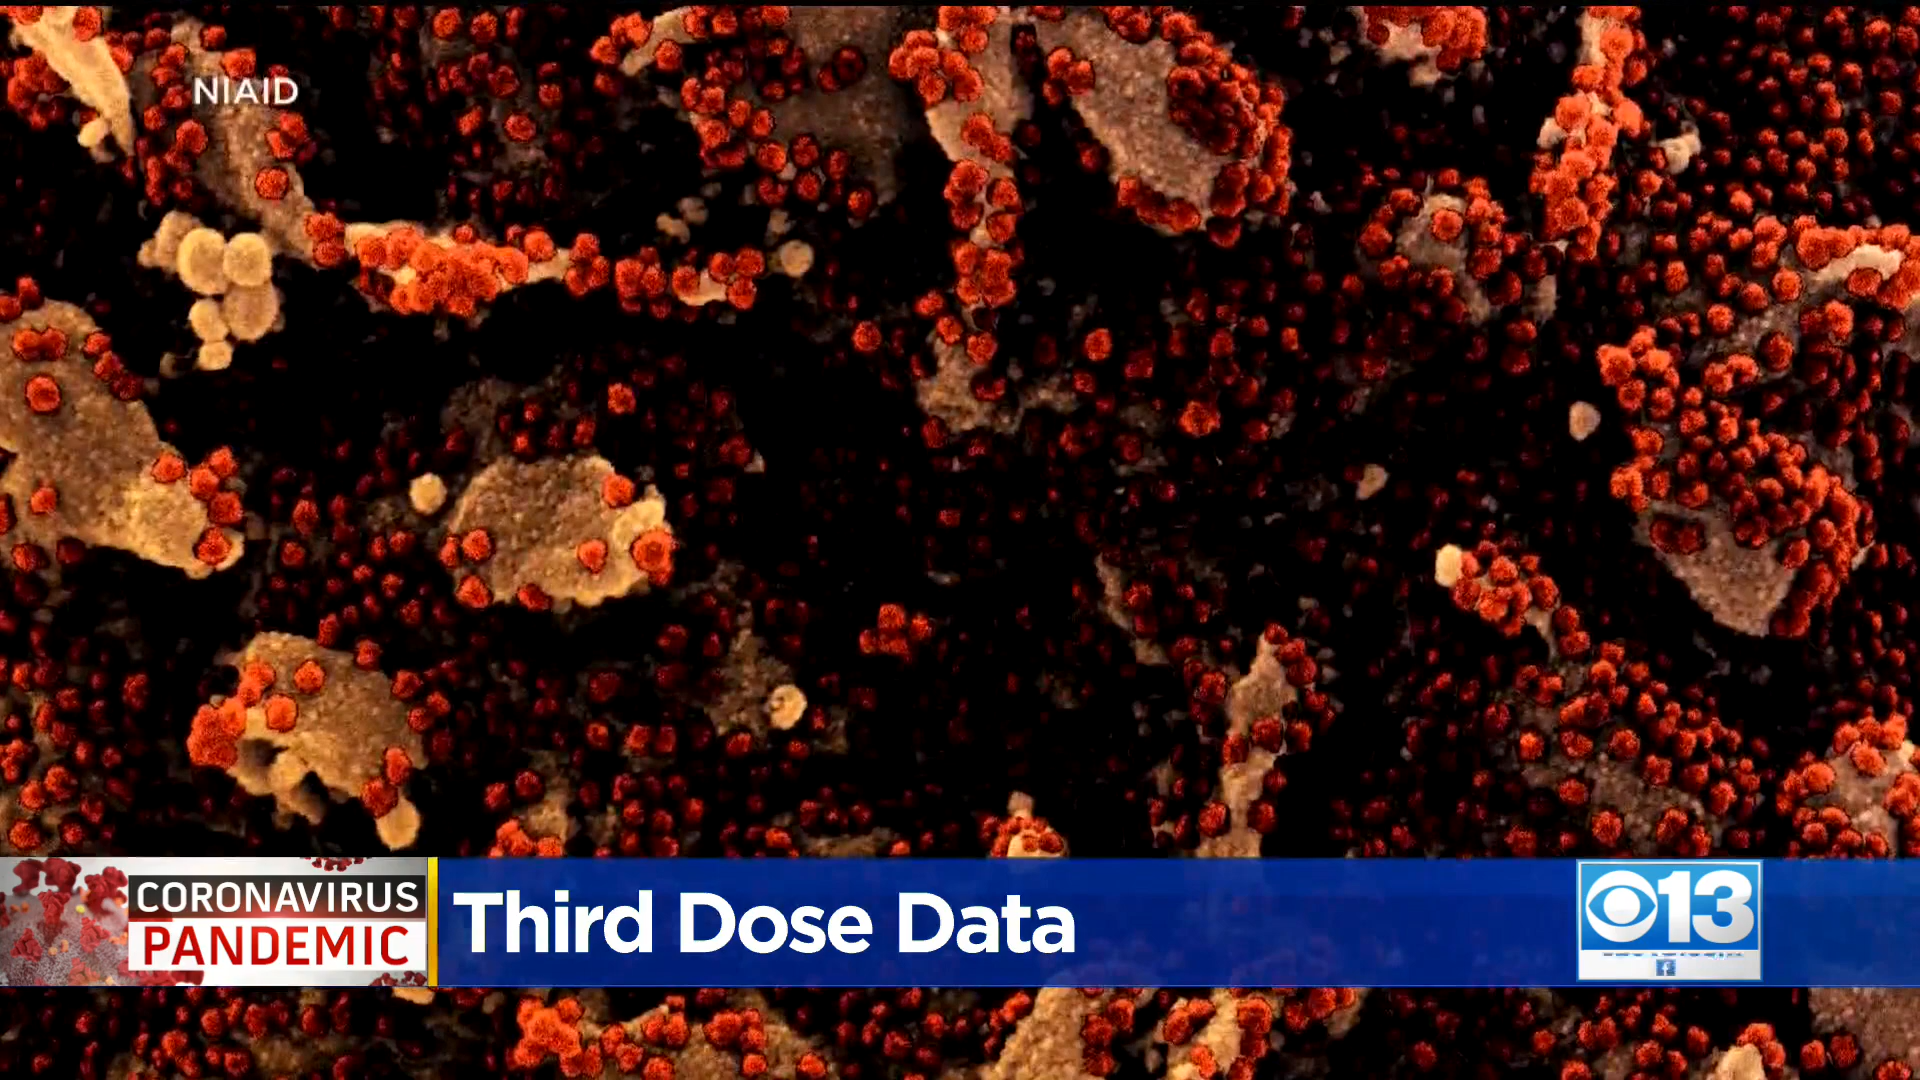 NIAID
CORONAVIRUS
PANDEMIC
Third Dose Data
13
f